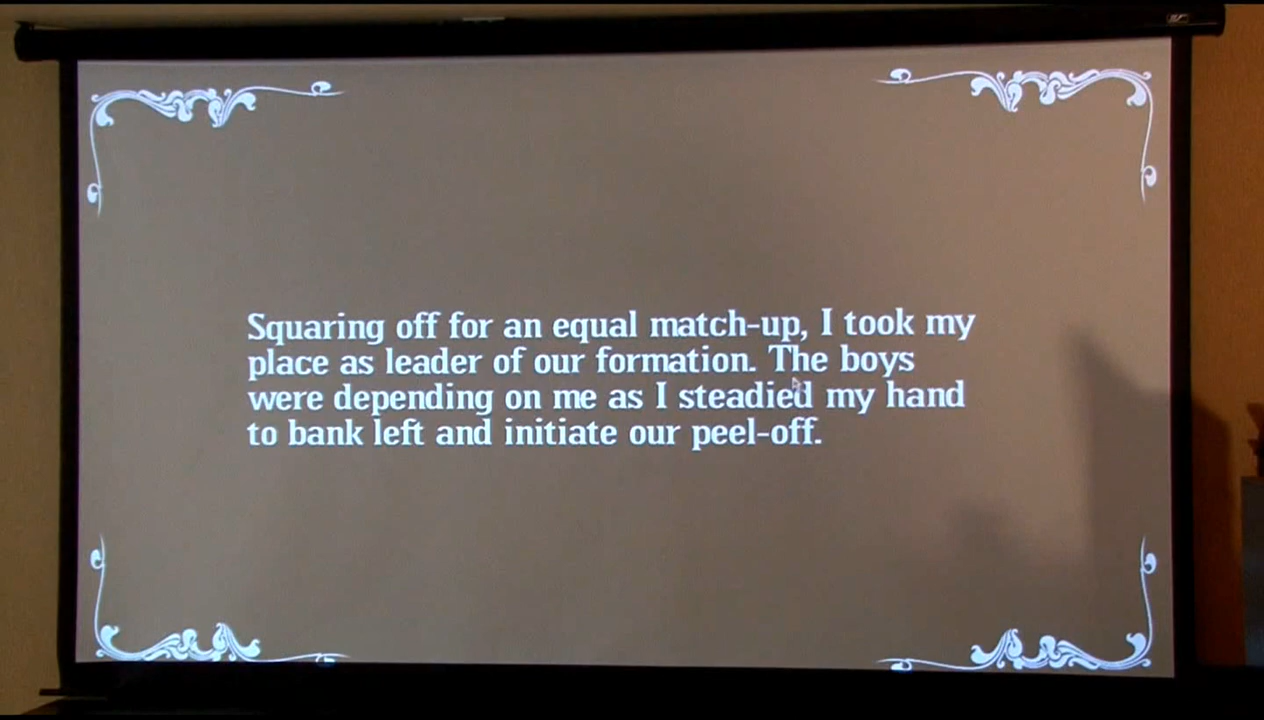 Squaring off for an equal match-up, I took my
place as leader of our formation. The boys
were depending on me as I steadied my hand
to bank left and initiate our peel-off.